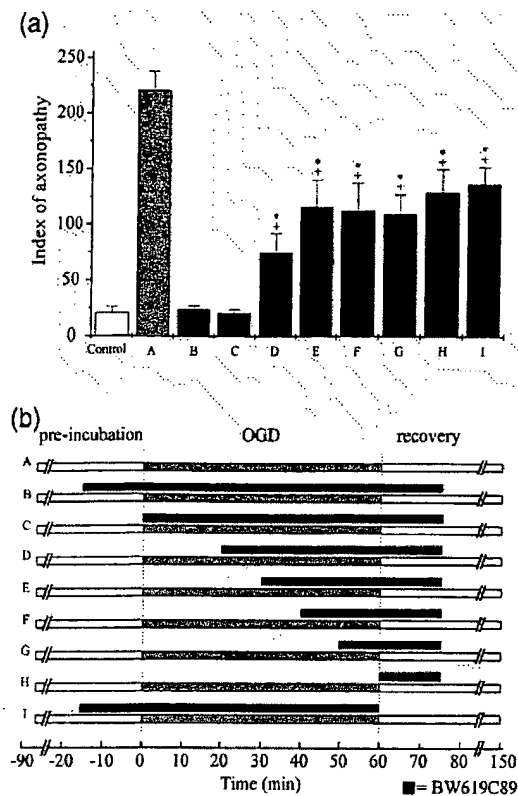 (a)
250
200
150
100
50
0
Index of axonopathy
* + * + * + * + * + * +
Control A B C D E F G H I
(b)
pre-incubation OGD recovery
A
B
C
D
E
F
G
H
I
-90 -20 -10 0 10 20 30 40 50 60 70 80 150
Time (min)
= BW619C89